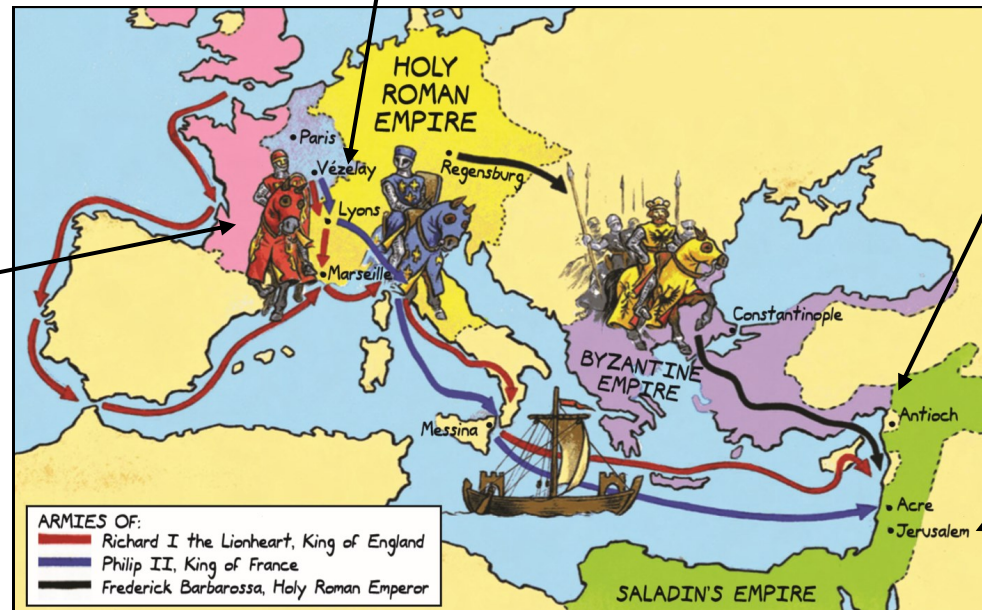 HOLY
ROMAN
EMPIRE
Paris
Vézelay
Regensburg
Lyons
Marseille
Constantinople
BYZANTINE
EMPIRE
Antioch
Messina
Acre
Jerusalem
SALADIN'S EMPIRE
ARMIES OF:
Richard I the Lionheart, King of England
Philip II, King of France
Frederick Barbarossa, Holy Roman Emperor